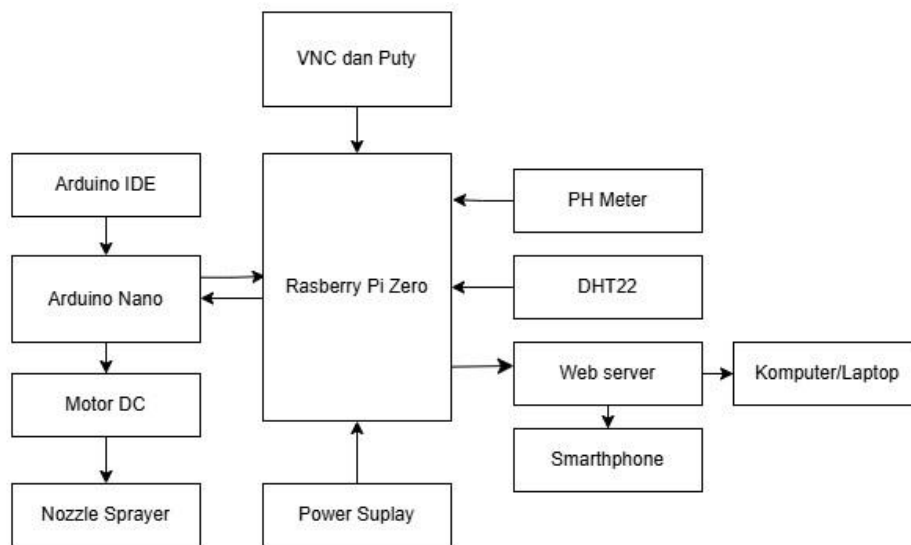 VNC dan Puty
Arduino IDE
PH Meter
Arduino Nano
Rasberry Pi Zero
DHT22
Web server
Komputer/Laptop
Motor DC
Smarthphone
Nozzle Sprayer
Power Suplay